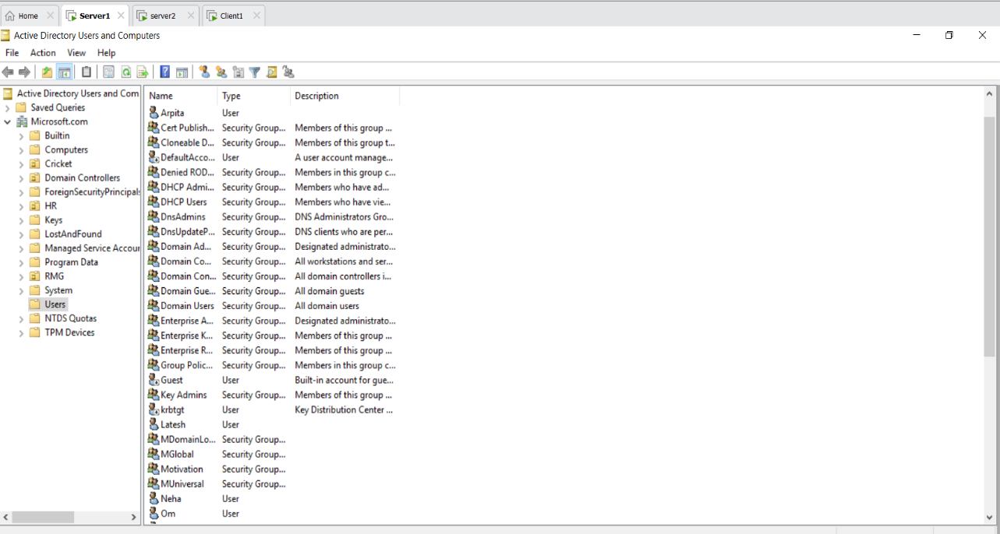 Home Server1 server2 Client1
Active Directory Users and Computers
File Action View Help
Active Directory Users and Com
Saved Queries
Microsoft.com
Builtin
Computers
Cricket
Domain Controllers
ForeignSecurityPrincipals
HR
Keys
LostAndFound
Managed Service Accour
Program Data
RMG
System
Users
NTDS Quotas
TPM Devices
Name Type Description
Arpita User
Cert Publish... Security Group... Members of this group ...
Cloneable D... Security Group... Members of this group t...
DefaultAcco... User A user account manage...
Denied ROD... Security Group... Members in this group c...
DHCP Admi... Security Group... Members who have ad...
DHCP Users Security Group... Members who have vie...
DnsAdmins Security Group... DNS Administrators Gro...
DnsUpdateP... Security Group... DNS clients who are per...
Domain Ad... Security Group... Designated administrato...
Domain Co... Security Group... All workstations and ser...
Domain Con... Security Group... All domain controllers i...
Domain Gue... Security Group... All domain guests
Domain Users Security Group... All domain users
Enterprise A... Security Group... Designated administrato...
Enterprise K... Security Group... Members of this group ...
Enterprise R... Security Group... Members of this group ...
Group Polic... Security Group... Members in this group c...
Guest User Built-in account for gue...
Key Admins Security Group... Members of this group ...
krbtgt User Key Distribution Center ...
Latesh User
MDomainLo... Security Group...
MGlobal Security Group...
Motivation Security Group...
MUniversal Security Group...
Neha User
Om User